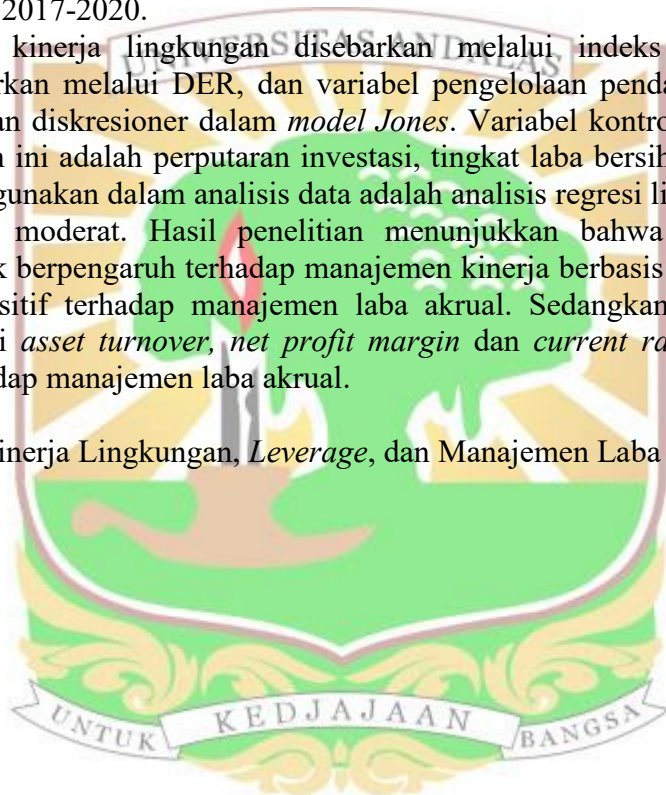 2017-2020.
kinerja lingkungan disebarkan melalui indeks
rkan melalui DER, dan variabel pengelolaan penda
an diskresioner dalam model Jones. Variabel kontro
n ini adalah perputaran investasi, tingkat laba bersih
gunakan dalam analisis data adalah analisis regresi li
moderat. Hasil penelitian menunjukkan bahwa
k berpengaruh terhadap manajemen kinerja berbasis
sitif terhadap manajemen laba akrual. Sedangkan
i asset turnover, net profit margin dan current ra
dap manajemen laba akrual.
inerja Lingkungan, Leverage, dan Manajemen Laba
UNIVERSITAS ANDALAS
UNTUK KEDJAJAAN BANGSA